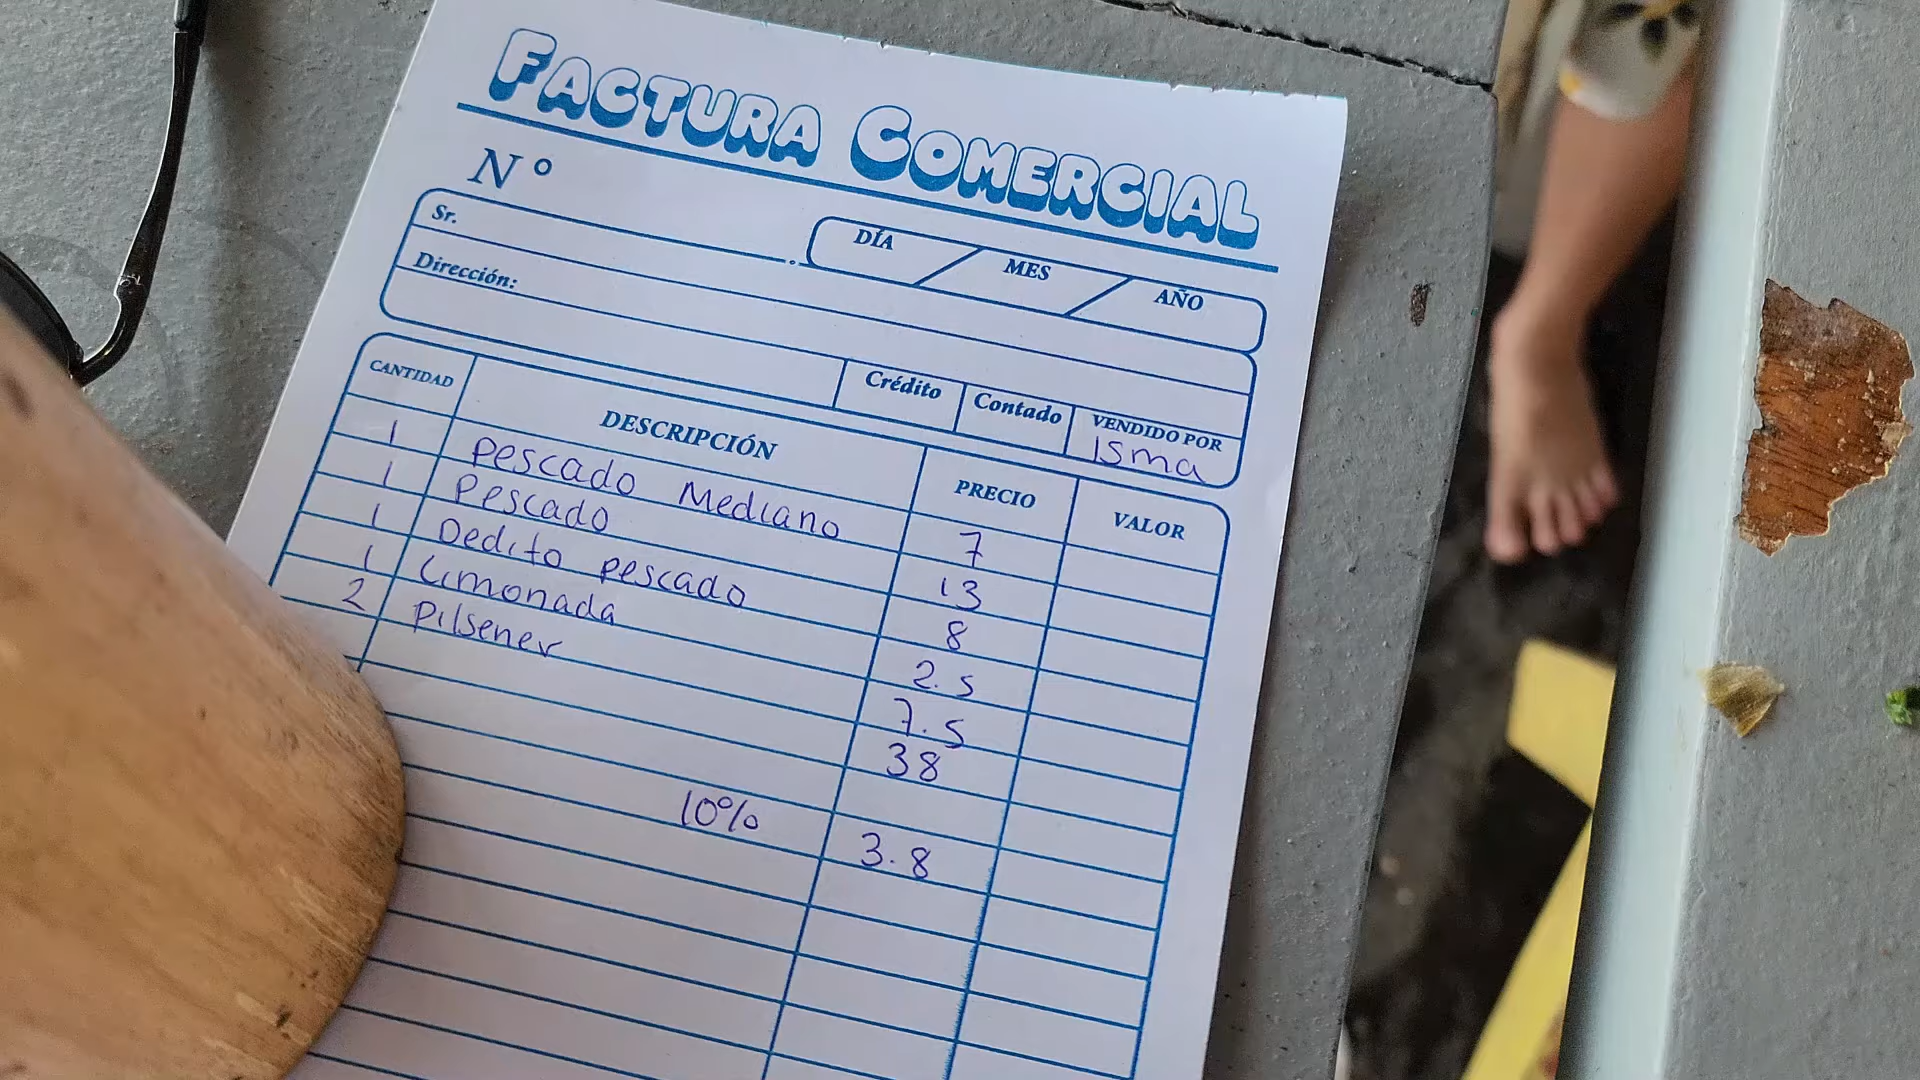 FACTURA COMERCIAL
Nº
Sr.
DÍA MES AÑO
Dirección:
Crédito Contado VENDIDO POR
Isma
CANTIDAD DESCRIPCIÓN PRECIO VALOR
1 Pescado Mediano 7
1 Pescado 13
1 Dedito pescado 8
1 Limonada 2.5
2 Pilsener 7.5
38
10% 3.8